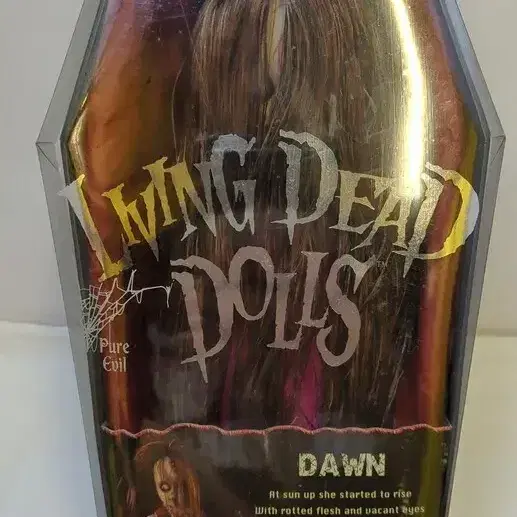 LIVING DEAD
DOLLS
Pure
Evil
DAWN
At sun up she started to rise
With rotted flesh and vacant eyes